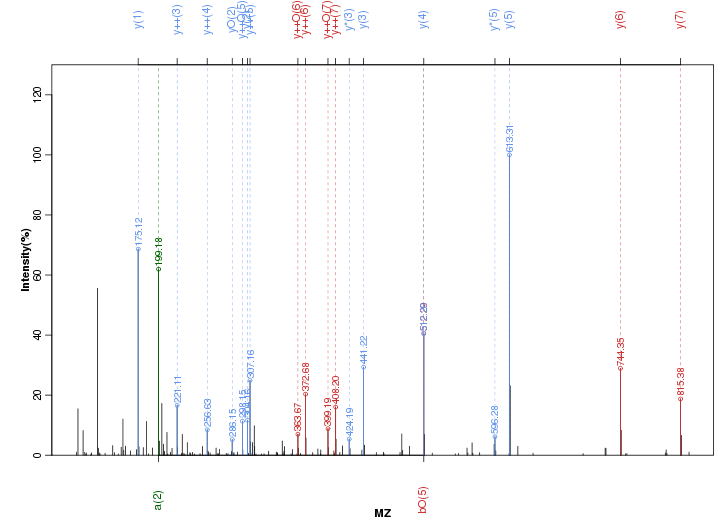 y(1)
y++(3)
y++(4)
yO(2)
y++O(5)
y++(5)
y++O(6)
y++(6)
y++O(7)
y++(7)
y*(3)
y(3)
y(4)
y*(5)
y(5)
y(6)
y(7)
Intensity(%)
0
20
40
60
80
100
120
175.12
199.18
221.11
256.63
286.15
298.15
307.16
363.67
372.68
399.19
408.20
424.19
441.22
512.29
596.28
613.31
744.35
815.38
a(2)
bO(5)
MZ